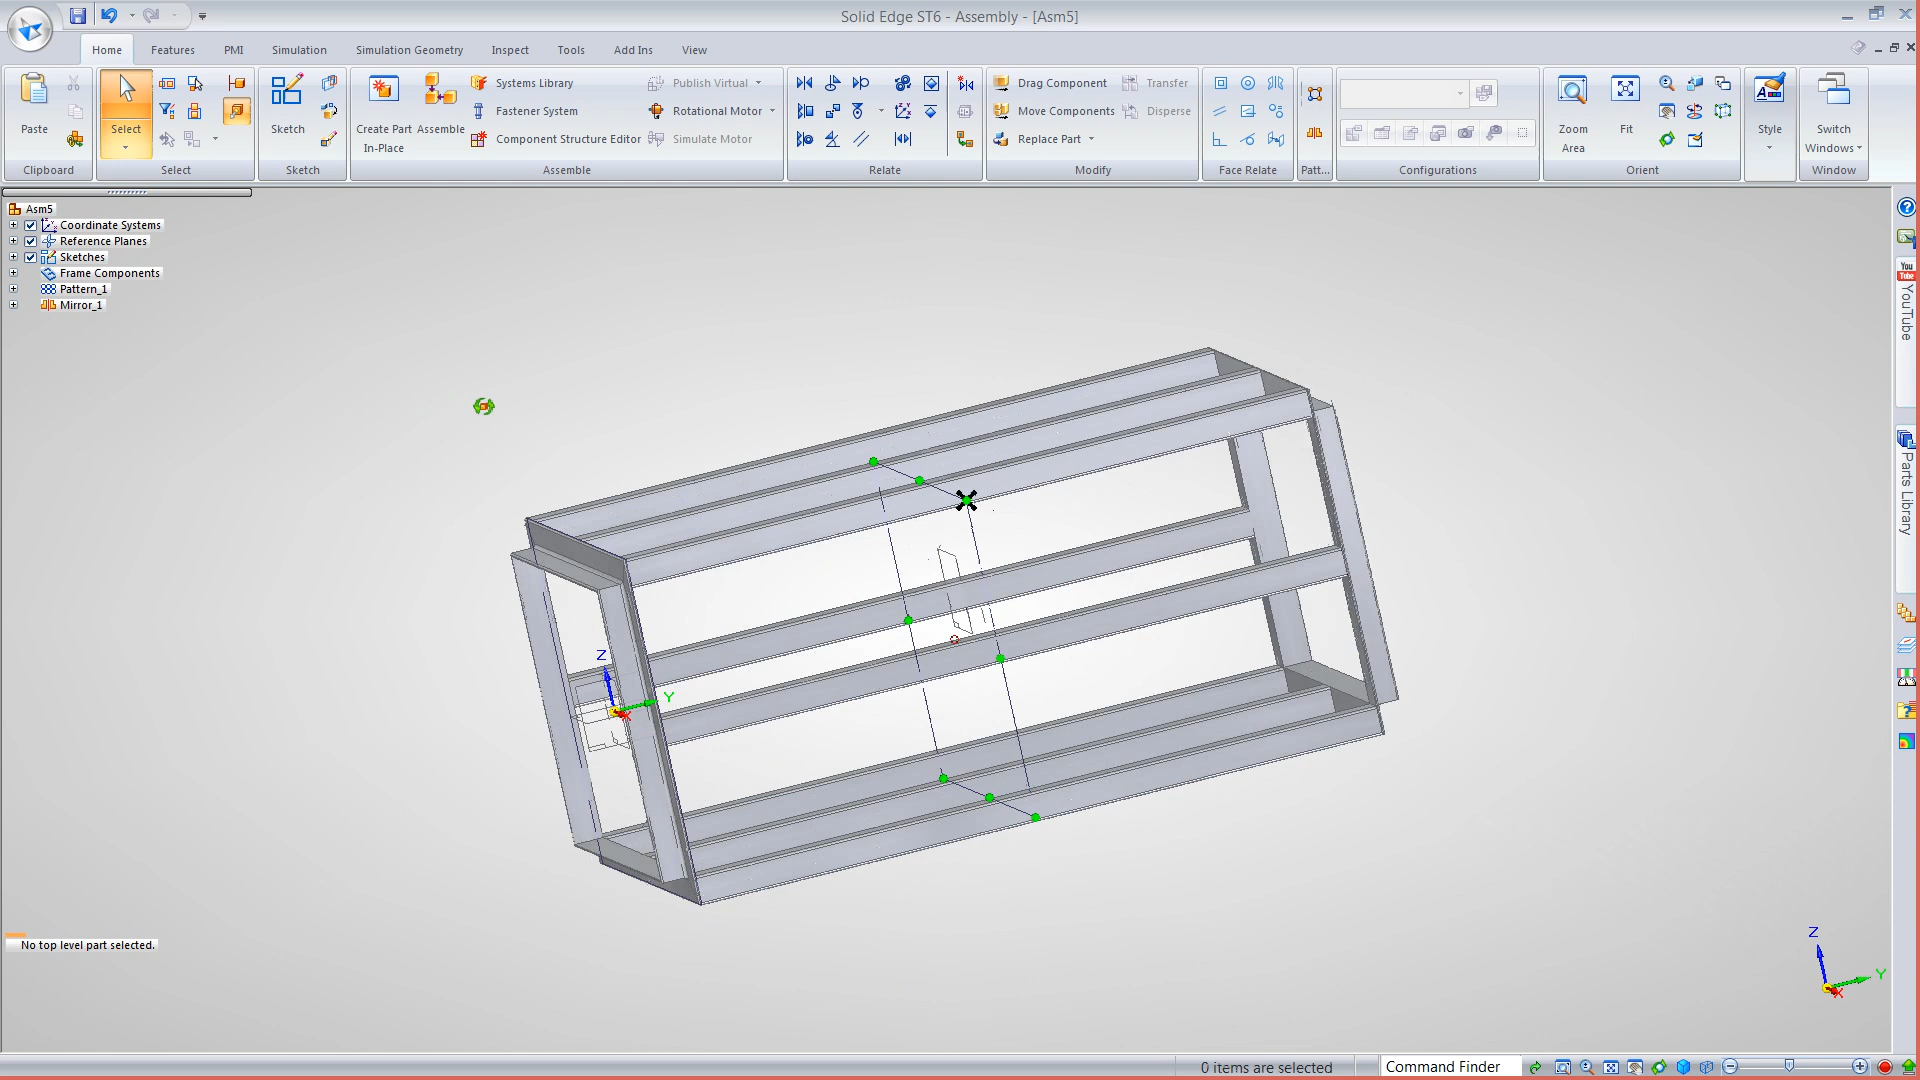 Solid Edge ST6 - Assembly - [Asm5]
Home Features PMI Simulation Simulation Geometry Inspect Tools Add Ins View
Paste
Clipboard
Select
Select
Sketch
Sketch
Create Part In-Place
Assemble
Systems Library
Fastener System
Component Structure Editor
Publish Virtual
Rotational Motor
Simulate Motor
Assemble
Relate
Drag Component
Move Components
Replace Part
Transfer
Disperse
Modify
Face Relate
Patt...
Configurations
Zoom Area
Fit
Orient
Style
Switch Windows
Window
Asm5
Coordinate Systems
Reference Planes
Sketches
Frame Components
Pattern_1
Mirror_1
You Tube
YouTube
Parts Library
Z
Y
X
No top level part selected.
Z
Y
X
0 items are selected
Command Finder